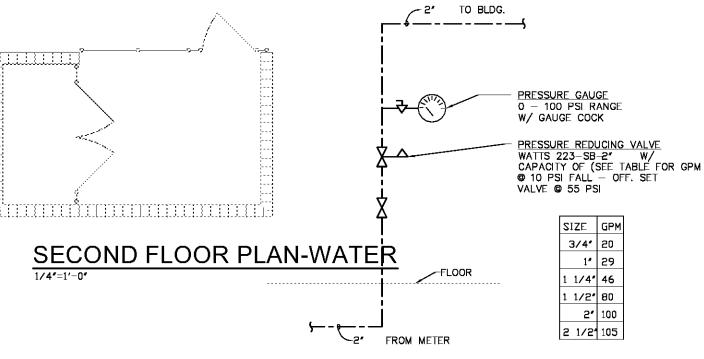 2" TO BLDG.
PRESSURE GAUGE
0 – 100 PSI RANGE
W/ GAUGE COCK
PRESSURE REDUCING VALVE
WATTS 223-SB-2" W/
CAPACITY OF (SEE TABLE FOR GPM
@ 10 PSI FALL – OFF. SET
VALVE @ 55 PSI
SECOND FLOOR PLAN-WATER
1/4"=1'-0"
FLOOR
2" FROM METER
SIZE GPM
3/4" 20
1" 29
1 1/4" 46
1 1/2" 80
2" 100
2 1/2" 105